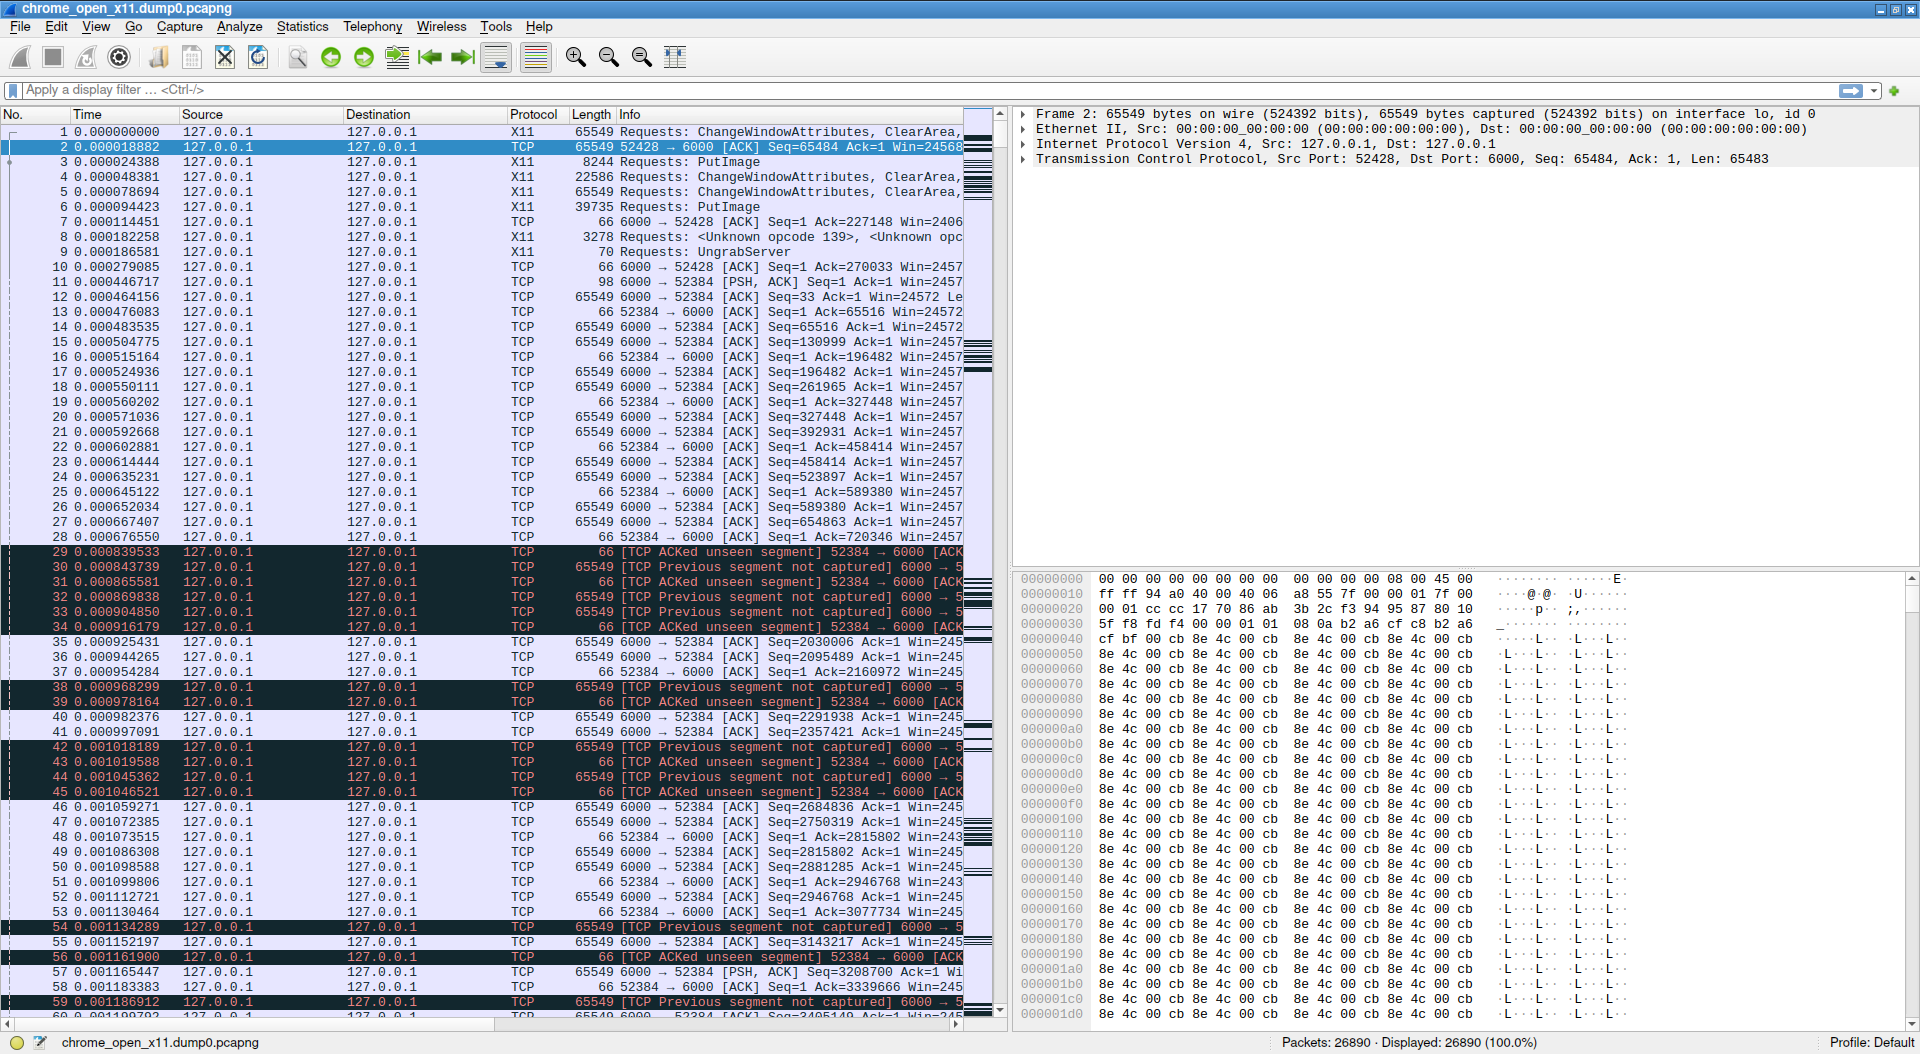 chrome_open_x11.dump0.pcapng
File Edit View Go Capture Analyze Statistics Telephony Wireless Tools Help
Apply a display filter … <Ctrl-/>
No. Time Source Destination Protocol Length Info
1 0.000000000 127.0.0.1 127.0.0.1 X11 65549 Requests: ChangeWindowAttributes, ClearArea,
2 0.000018882 127.0.0.1 127.0.0.1 TCP 65549 52428 → 6000 [ACK] Seq=65484 Ack=1 Win=24568
3 0.000024388 127.0.0.1 127.0.0.1 X11 8244 Requests: PutImage
4 0.000048381 127.0.0.1 127.0.0.1 X11 22586 Requests: ChangeWindowAttributes, ClearArea,
5 0.000078694 127.0.0.1 127.0.0.1 X11 65549 Requests: ChangeWindowAttributes, ClearArea,
6 0.000094423 127.0.0.1 127.0.0.1 X11 39735 Requests: PutImage
7 0.000114451 127.0.0.1 127.0.0.1 TCP 66 6000 → 52428 [ACK] Seq=1 Ack=227148 Win=2406
8 0.000182258 127.0.0.1 127.0.0.1 X11 3278 Requests: <Unknown opcode 139>, <Unknown opc
9 0.000186581 127.0.0.1 127.0.0.1 X11 70 Requests: UngrabServer
10 0.000279085 127.0.0.1 127.0.0.1 TCP 66 6000 → 52428 [ACK] Seq=1 Ack=270033 Win=2457
11 0.000446717 127.0.0.1 127.0.0.1 TCP 98 6000 → 52384 [PSH, ACK] Seq=1 Ack=1 Win=2457
12 0.000464156 127.0.0.1 127.0.0.1 TCP 65549 6000 → 52384 [ACK] Seq=33 Ack=1 Win=24572 Le
13 0.000476083 127.0.0.1 127.0.0.1 TCP 66 52384 → 6000 [ACK] Seq=1 Ack=65516 Win=24572
14 0.000483535 127.0.0.1 127.0.0.1 TCP 65549 6000 → 52384 [ACK] Seq=65516 Ack=1 Win=24572
15 0.000504775 127.0.0.1 127.0.0.1 TCP 65549 6000 → 52384 [ACK] Seq=130999 Ack=1 Win=2457
16 0.000515164 127.0.0.1 127.0.0.1 TCP 66 52384 → 6000 [ACK] Seq=1 Ack=196482 Win=2457
17 0.000524936 127.0.0.1 127.0.0.1 TCP 65549 6000 → 52384 [ACK] Seq=196482 Ack=1 Win=2457
18 0.000550111 127.0.0.1 127.0.0.1 TCP 65549 6000 → 52384 [ACK] Seq=261965 Ack=1 Win=2457
19 0.000560202 127.0.0.1 127.0.0.1 TCP 66 52384 → 6000 [ACK] Seq=1 Ack=327448 Win=2457
20 0.000571036 127.0.0.1 127.0.0.1 TCP 65549 6000 → 52384 [ACK] Seq=327448 Ack=1 Win=2457
21 0.000592668 127.0.0.1 127.0.0.1 TCP 65549 6000 → 52384 [ACK] Seq=392931 Ack=1 Win=2457
22 0.000602881 127.0.0.1 127.0.0.1 TCP 66 52384 → 6000 [ACK] Seq=1 Ack=458414 Win=2457
23 0.000614444 127.0.0.1 127.0.0.1 TCP 65549 6000 → 52384 [ACK] Seq=458414 Ack=1 Win=2457
24 0.000635231 127.0.0.1 127.0.0.1 TCP 65549 6000 → 52384 [ACK] Seq=523897 Ack=1 Win=2457
25 0.000645122 127.0.0.1 127.0.0.1 TCP 66 52384 → 6000 [ACK] Seq=1 Ack=589380 Win=2457
26 0.000652034 127.0.0.1 127.0.0.1 TCP 65549 6000 → 52384 [ACK] Seq=589380 Ack=1 Win=2457
27 0.000667407 127.0.0.1 127.0.0.1 TCP 65549 6000 → 52384 [ACK] Seq=654863 Ack=1 Win=2457
28 0.000676550 127.0.0.1 127.0.0.1 TCP 66 52384 → 6000 [ACK] Seq=1 Ack=720346 Win=2457
29 0.000839533 127.0.0.1 127.0.0.1 TCP 66 [TCP ACKed unseen segment] 52384 → 6000 [ACK
30 0.000843739 127.0.0.1 127.0.0.1 TCP 65549 [TCP Previous segment not captured] 6000 → 5
31 0.000865581 127.0.0.1 127.0.0.1 TCP 66 [TCP ACKed unseen segment] 52384 → 6000 [ACK
32 0.000869838 127.0.0.1 127.0.0.1 TCP 65549 [TCP Previous segment not captured] 6000 → 5
33 0.000904850 127.0.0.1 127.0.0.1 TCP 65549 [TCP Previous segment not captured] 6000 → 5
34 0.000916179 127.0.0.1 127.0.0.1 TCP 66 [TCP ACKed unseen segment] 52384 → 6000 [ACK
35 0.000925431 127.0.0.1 127.0.0.1 TCP 65549 6000 → 52384 [ACK] Seq=2030006 Ack=1 Win=245
36 0.000944265 127.0.0.1 127.0.0.1 TCP 65549 6000 → 52384 [ACK] Seq=2095489 Ack=1 Win=245
37 0.000954284 127.0.0.1 127.0.0.1 TCP 66 52384 → 6000 [ACK] Seq=1 Ack=2160972 Win=245
38 0.000968299 127.0.0.1 127.0.0.1 TCP 65549 [TCP Previous segment not captured] 6000 → 5
39 0.000978164 127.0.0.1 127.0.0.1 TCP 66 [TCP ACKed unseen segment] 52384 → 6000 [ACK
40 0.000982376 127.0.0.1 127.0.0.1 TCP 65549 6000 → 52384 [ACK] Seq=2291938 Ack=1 Win=245
41 0.000997091 127.0.0.1 127.0.0.1 TCP 65549 6000 → 52384 [ACK] Seq=2357421 Ack=1 Win=245
42 0.001018189 127.0.0.1 127.0.0.1 TCP 65549 [TCP Previous segment not captured] 6000 → 5
43 0.001019588 127.0.0.1 127.0.0.1 TCP 66 [TCP ACKed unseen segment] 52384 → 6000 [ACK
44 0.001045362 127.0.0.1 127.0.0.1 TCP 65549 [TCP Previous segment not captured] 6000 → 5
45 0.001046521 127.0.0.1 127.0.0.1 TCP 66 [TCP ACKed unseen segment] 52384 → 6000 [ACK
46 0.001059271 127.0.0.1 127.0.0.1 TCP 65549 6000 → 52384 [ACK] Seq=2684836 Ack=1 Win=245
47 0.001072385 127.0.0.1 127.0.0.1 TCP 65549 6000 → 52384 [ACK] Seq=2750319 Ack=1 Win=245
48 0.001073515 127.0.0.1 127.0.0.1 TCP 66 52384 → 6000 [ACK] Seq=1 Ack=2815802 Win=243
49 0.001086308 127.0.0.1 127.0.0.1 TCP 65549 6000 → 52384 [ACK] Seq=2815802 Ack=1 Win=245
50 0.001098588 127.0.0.1 127.0.0.1 TCP 65549 6000 → 52384 [ACK] Seq=2881285 Ack=1 Win=245
51 0.001099806 127.0.0.1 127.0.0.1 TCP 66 52384 → 6000 [ACK] Seq=1 Ack=2946768 Win=243
52 0.001112721 127.0.0.1 127.0.0.1 TCP 65549 6000 → 52384 [ACK] Seq=2946768 Ack=1 Win=245
53 0.001130464 127.0.0.1 127.0.0.1 TCP 66 52384 → 6000 [ACK] Seq=1 Ack=3077734 Win=245
54 0.001134289 127.0.0.1 127.0.0.1 TCP 65549 [TCP Previous segment not captured] 6000 → 5
55 0.001152197 127.0.0.1 127.0.0.1 TCP 65549 6000 → 52384 [ACK] Seq=3143217 Ack=1 Win=245
56 0.001161900 127.0.0.1 127.0.0.1 TCP 66 [TCP ACKed unseen segment] 52384 → 6000 [ACK
57 0.001165447 127.0.0.1 127.0.0.1 TCP 65549 6000 → 52384 [PSH, ACK] Seq=3208700 Ack=1 Wi
58 0.001183383 127.0.0.1 127.0.0.1 TCP 66 52384 → 6000 [ACK] Seq=1 Ack=3339666 Win=245
59 0.001186912 127.0.0.1 127.0.0.1 TCP 65549 [TCP Previous segment not captured] 6000 → 5
60 0.001199792 127.0.0.1 127.0.0.1 TCP 65549 6000 → 52384 [ACK] Seq=3405149 Ack=1 Win=245
Frame 2: 65549 bytes on wire (524392 bits), 65549 bytes captured (524392 bits) on interface lo, id 0
Ethernet II, Src: 00:00:00_00:00:00 (00:00:00:00:00:00), Dst: 00:00:00_00:00:00 (00:00:00:00:00:00)
Internet Protocol Version 4, Src: 127.0.0.1, Dst: 127.0.0.1
Transmission Control Protocol, Src Port: 52428, Dst Port: 6000, Seq: 65484, Ack: 1, Len: 65483
00000000 00 00 00 00 00 00 00 00 00 00 00 00 08 00 45 00 ········ ······E·
00000010 ff ff 94 a0 40 00 40 06 a8 55 7f 00 00 01 7f 00 ····@·@· ·U······
00000020 00 01 cc cc 17 70 86 ab 3b 2c f3 94 95 87 80 10 ·····p·· ;,······
00000030 5f f8 fd f4 00 00 01 01 08 0a b2 a6 cf c8 b2 a6 _······· ········
00000040 cf bf 00 cb 8e 4c 00 cb 8e 4c 00 cb 8e 4c 00 cb ·····L·· ·L···L··
00000050 8e 4c 00 cb 8e 4c 00 cb 8e 4c 00 cb 8e 4c 00 cb ·L···L·· ·L···L··
00000060 8e 4c 00 cb 8e 4c 00 cb 8e 4c 00 cb 8e 4c 00 cb ·L···L·· ·L···L··
00000070 8e 4c 00 cb 8e 4c 00 cb 8e 4c 00 cb 8e 4c 00 cb ·L···L·· ·L···L··
00000080 8e 4c 00 cb 8e 4c 00 cb 8e 4c 00 cb 8e 4c 00 cb ·L···L·· ·L···L··
00000090 8e 4c 00 cb 8e 4c 00 cb 8e 4c 00 cb 8e 4c 00 cb ·L···L·· ·L···L··
000000a0 8e 4c 00 cb 8e 4c 00 cb 8e 4c 00 cb 8e 4c 00 cb ·L···L·· ·L···L··
000000b0 8e 4c 00 cb 8e 4c 00 cb 8e 4c 00 cb 8e 4c 00 cb ·L···L·· ·L···L··
000000c0 8e 4c 00 cb 8e 4c 00 cb 8e 4c 00 cb 8e 4c 00 cb ·L···L·· ·L···L··
000000d0 8e 4c 00 cb 8e 4c 00 cb 8e 4c 00 cb 8e 4c 00 cb ·L···L·· ·L···L··
000000e0 8e 4c 00 cb 8e 4c 00 cb 8e 4c 00 cb 8e 4c 00 cb ·L···L·· ·L···L··
000000f0 8e 4c 00 cb 8e 4c 00 cb 8e 4c 00 cb 8e 4c 00 cb ·L···L·· ·L···L··
00000100 8e 4c 00 cb 8e 4c 00 cb 8e 4c 00 cb 8e 4c 00 cb ·L···L·· ·L···L··
00000110 8e 4c 00 cb 8e 4c 00 cb 8e 4c 00 cb 8e 4c 00 cb ·L···L·· ·L···L··
00000120 8e 4c 00 cb 8e 4c 00 cb 8e 4c 00 cb 8e 4c 00 cb ·L···L·· ·L···L··
00000130 8e 4c 00 cb 8e 4c 00 cb 8e 4c 00 cb 8e 4c 00 cb ·L···L·· ·L···L··
00000140 8e 4c 00 cb 8e 4c 00 cb 8e 4c 00 cb 8e 4c 00 cb ·L···L·· ·L···L··
00000150 8e 4c 00 cb 8e 4c 00 cb 8e 4c 00 cb 8e 4c 00 cb ·L···L·· ·L···L··
00000160 8e 4c 00 cb 8e 4c 00 cb 8e 4c 00 cb 8e 4c 00 cb ·L···L·· ·L···L··
00000170 8e 4c 00 cb 8e 4c 00 cb 8e 4c 00 cb 8e 4c 00 cb ·L···L·· ·L···L··
00000180 8e 4c 00 cb 8e 4c 00 cb 8e 4c 00 cb 8e 4c 00 cb ·L···L·· ·L···L··
00000190 8e 4c 00 cb 8e 4c 00 cb 8e 4c 00 cb 8e 4c 00 cb ·L···L·· ·L···L··
000001a0 8e 4c 00 cb 8e 4c 00 cb 8e 4c 00 cb 8e 4c 00 cb ·L···L·· ·L···L··
000001b0 8e 4c 00 cb 8e 4c 00 cb 8e 4c 00 cb 8e 4c 00 cb ·L···L·· ·L···L··
000001c0 8e 4c 00 cb 8e 4c 00 cb 8e 4c 00 cb 8e 4c 00 cb ·L···L·· ·L···L··
000001d0 8e 4c 00 cb 8e 4c 00 cb 8e 4c 00 cb 8e 4c 00 cb ·L···L·· ·L···L··
chrome_open_x11.dump0.pcapng Packets: 26890 · Displayed: 26890 (100.0%) Profile: Default